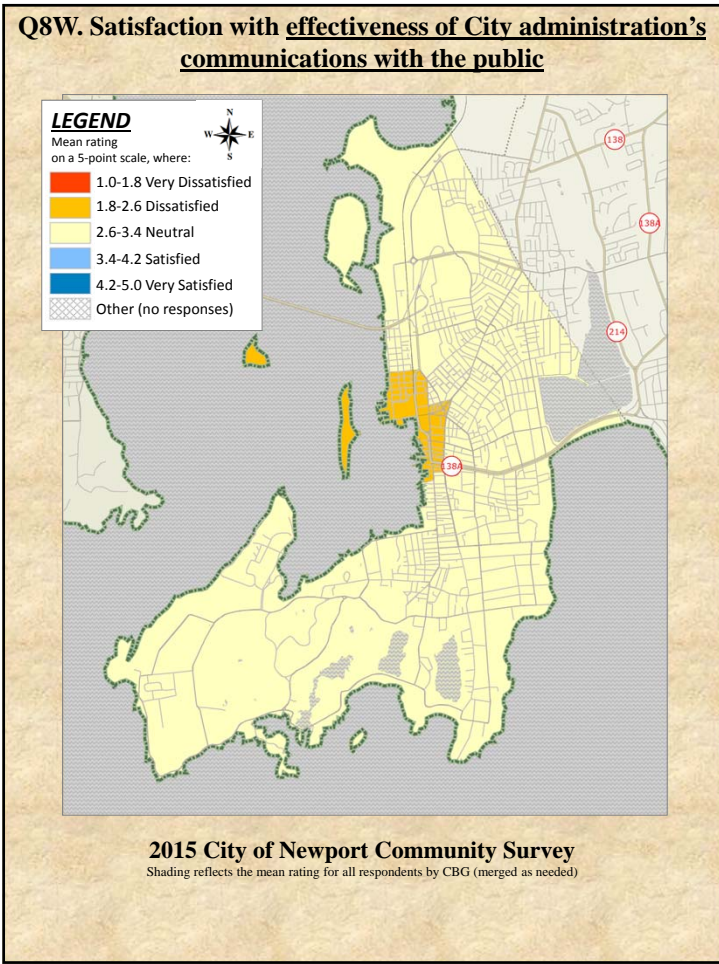 Q8W. Satisfaction with effectiveness of City administration's
communications with the public
LEGEND
Mean rating
on a 5-point scale, where:
N
W E
S
1.0-1.8 Very Dissatisfied
1.8-2.6 Dissatisfied
2.6-3.4 Neutral
3.4-4.2 Satisfied
4.2-5.0 Very Satisfied
Other (no responses)
138
138A
214
138A
2015 City of Newport Community Survey
Shading reflects the mean rating for all respondents by CBG (merged as needed)